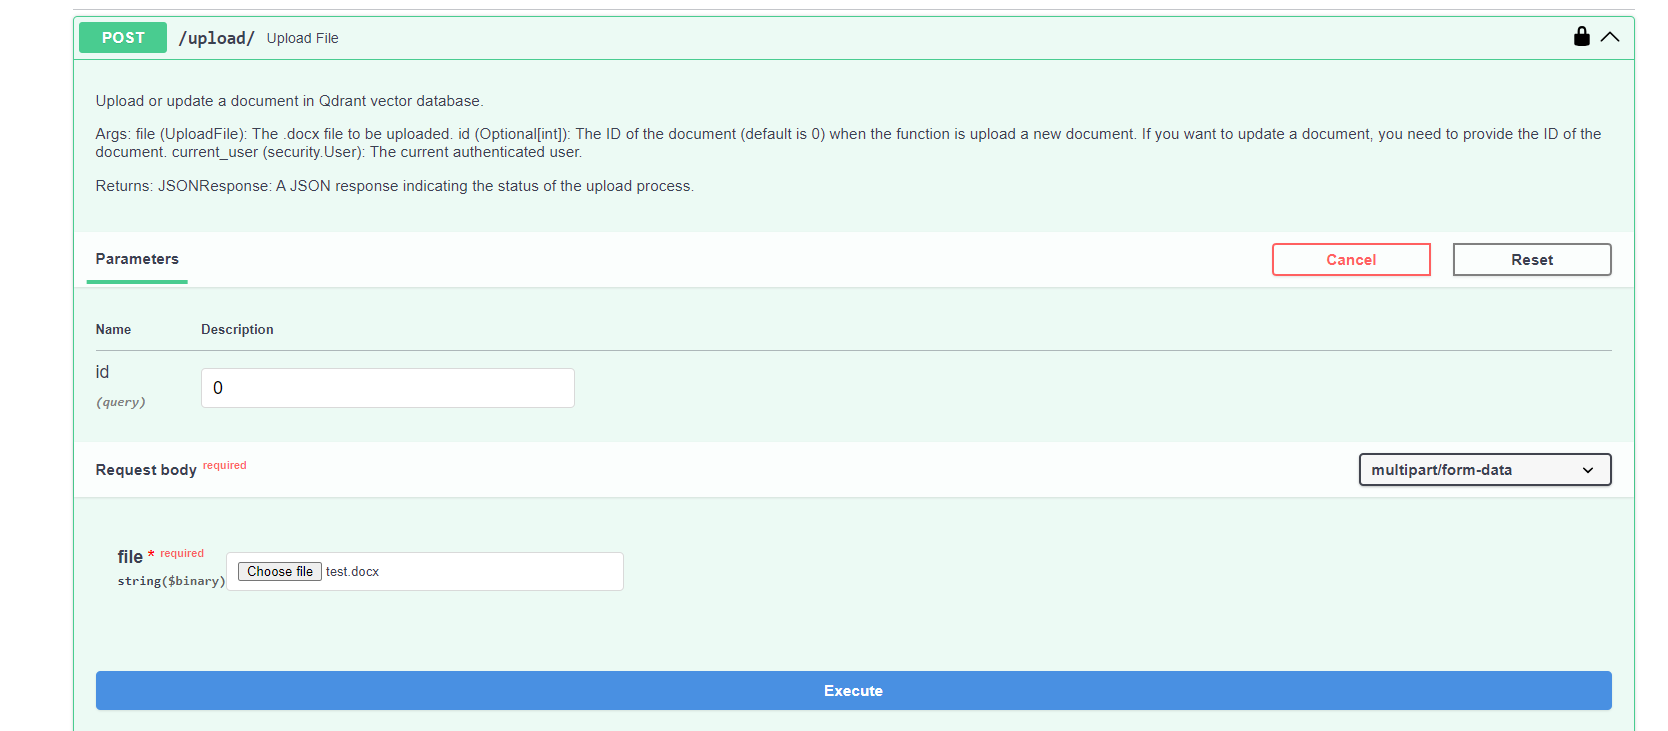 POST /upload/ Upload File
Upload or update a document in Qdrant vector database.
Args: file (UploadFile): The .docx file to be uploaded. id (Optional[int]): The ID of the document (default is 0) when the function is upload a new document. If you want to update a document, you need to provide the ID of the
document. current_user (security.User): The current authenticated user.
Returns: JSONResponse: A JSON response indicating the status of the upload process.
Parameters Cancel Reset
Name Description
id
0
(query)
Request body required multipart/form-data
file * required
Choose file test.docx
string($binary)
Execute